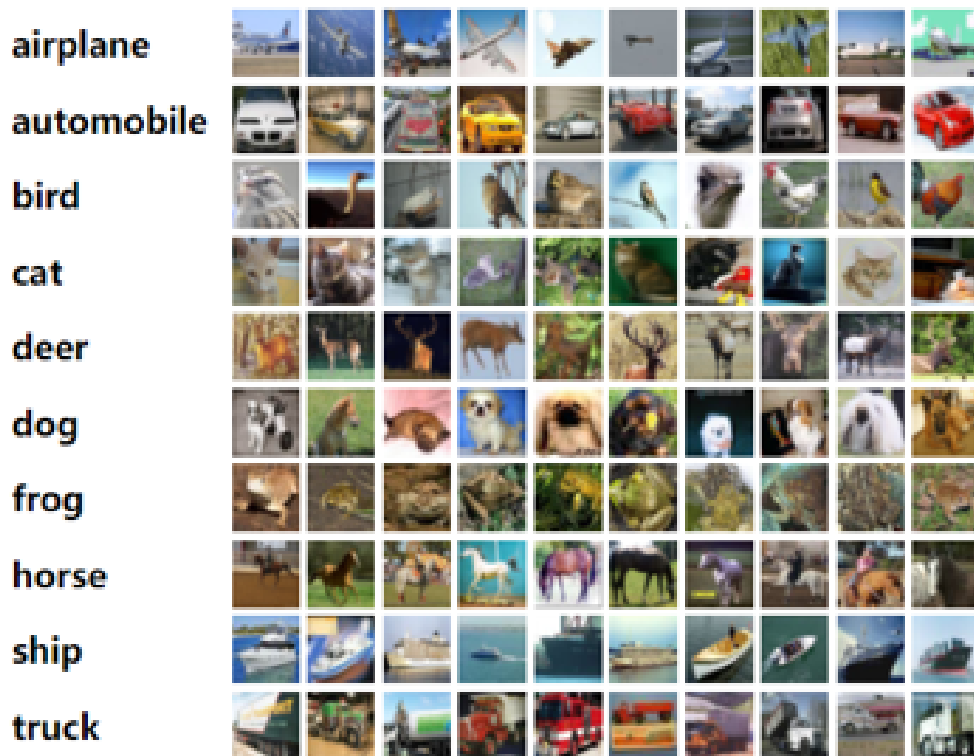 airplane
automobile
bird
cat
deer
dog
frog
horse
ship
truck